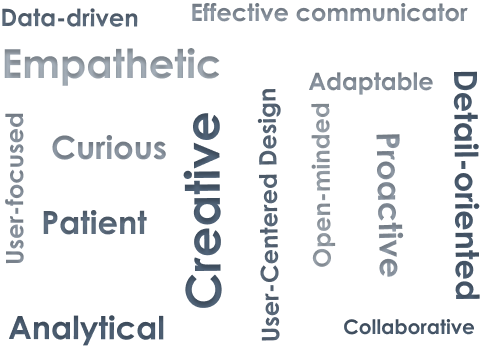 Data-driven
Effective communicator
Empathetic
Adaptable
Detail-oriented
User-focused
Curious
Creative
User-Centered Design
Open-minded
Proactive
Patient
Analytical
Collaborative